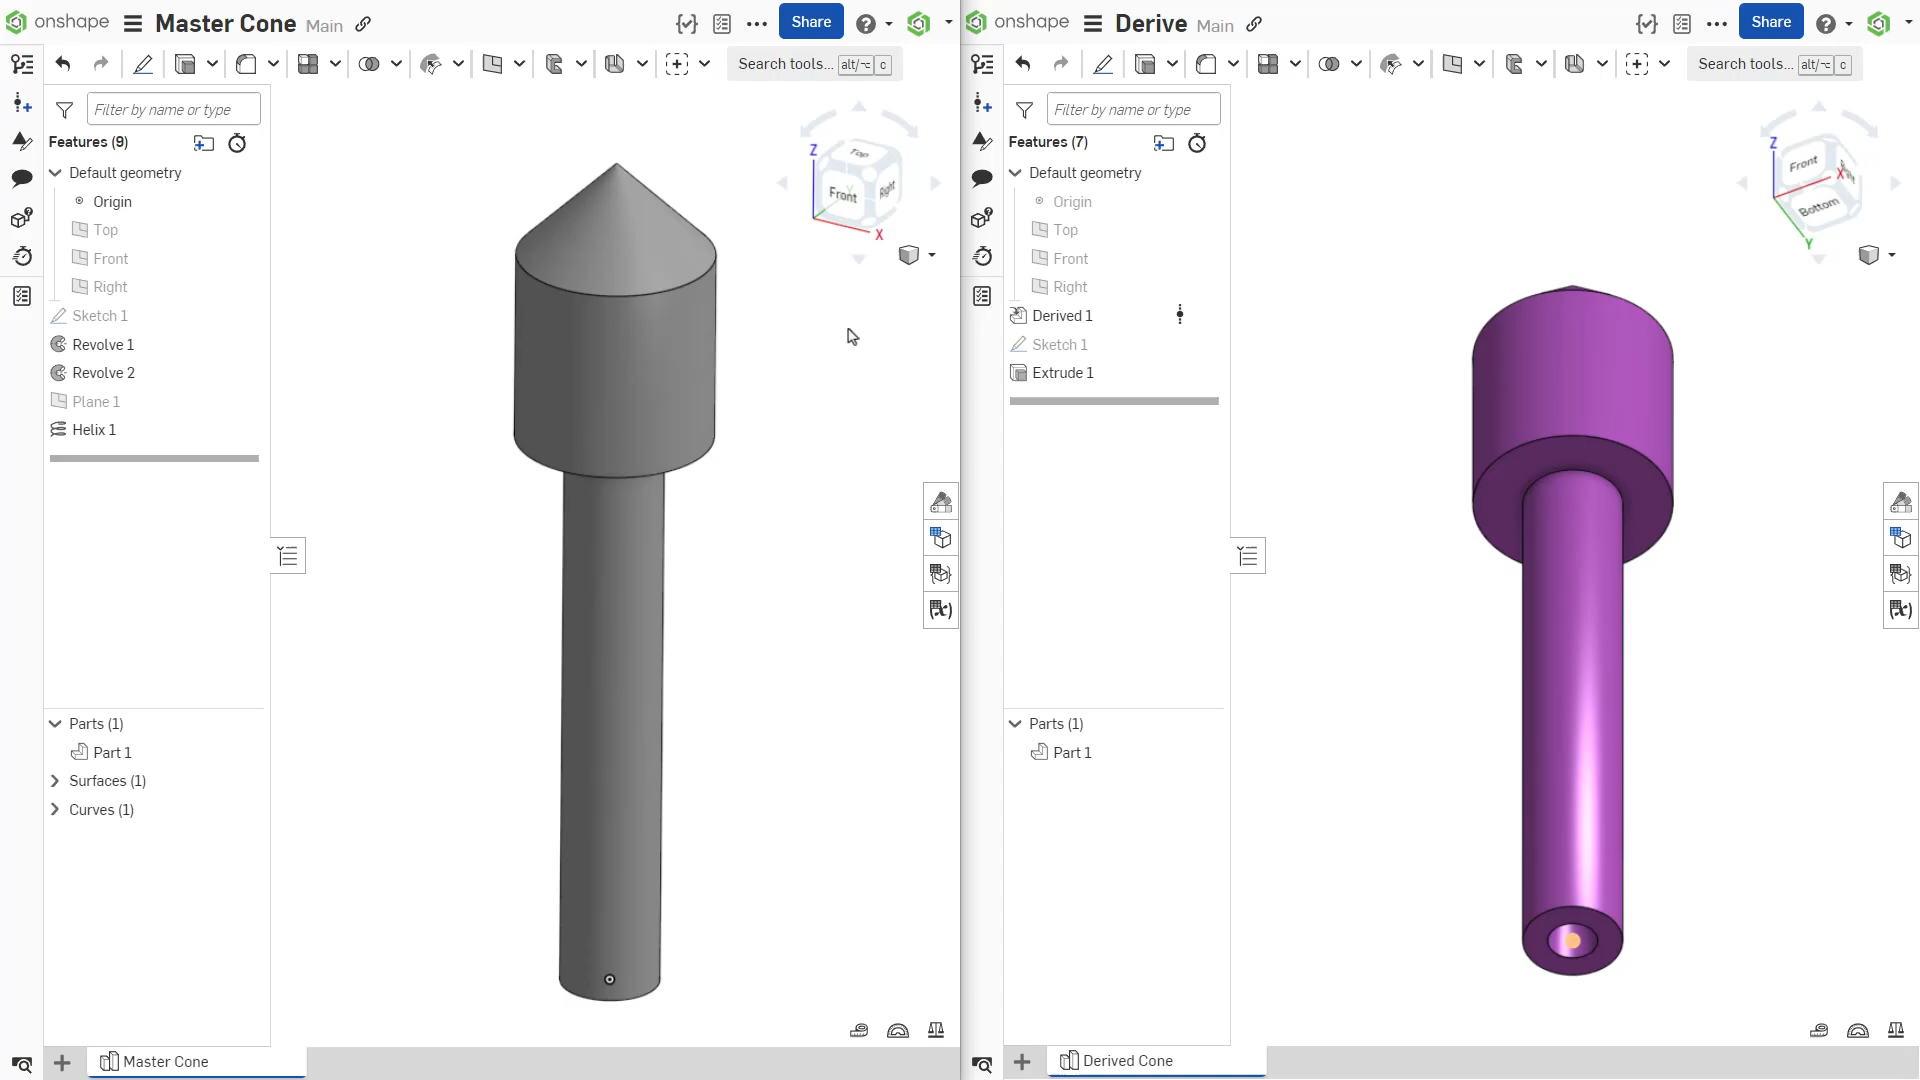 onshape Master Cone Main Share
Search tools... alt/⌥ c
Filter by name or type
Features (9)
Default geometry
Origin
Top
Front
Right
Sketch 1
Revolve 1
Revolve 2
Plane 1
Helix 1
Parts (1)
Part 1
Surfaces (1)
Curves (1)
Z
Top
Front
Right
X
Master Cone
onshape Derive Main Share
Search tools... alt/⌥ c
Filter by name or type
Features (7)
Default geometry
Origin
Top
Front
Right
Derived 1
Sketch 1
Extrude 1
Parts (1)
Part 1
Z
Front
X
Bottom
Y
Derived Cone